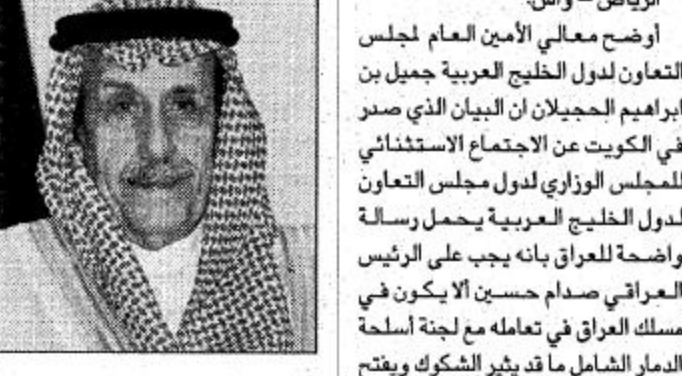 الرياض – واس:
أوضح معالي الأمين العام لمجلس
التعاون لدول الخليج العربية جميل بن
ابراهيم الحجيلان ان البيان الذي صدر
في الكويت عن الاجتماع الاستثنائي
للمجلس الوزاري لدول مجلس التعاون
لدول الخليج العربية يحمل رسالة
واضحة للعراق بانه يجب على الرئيس
العراقي صدام حسين ألا يكون في
مسلك العراق في تعامله مع لجنة أسلحة
الدمار الشامل ما قد يثير الشكوك ويفتح